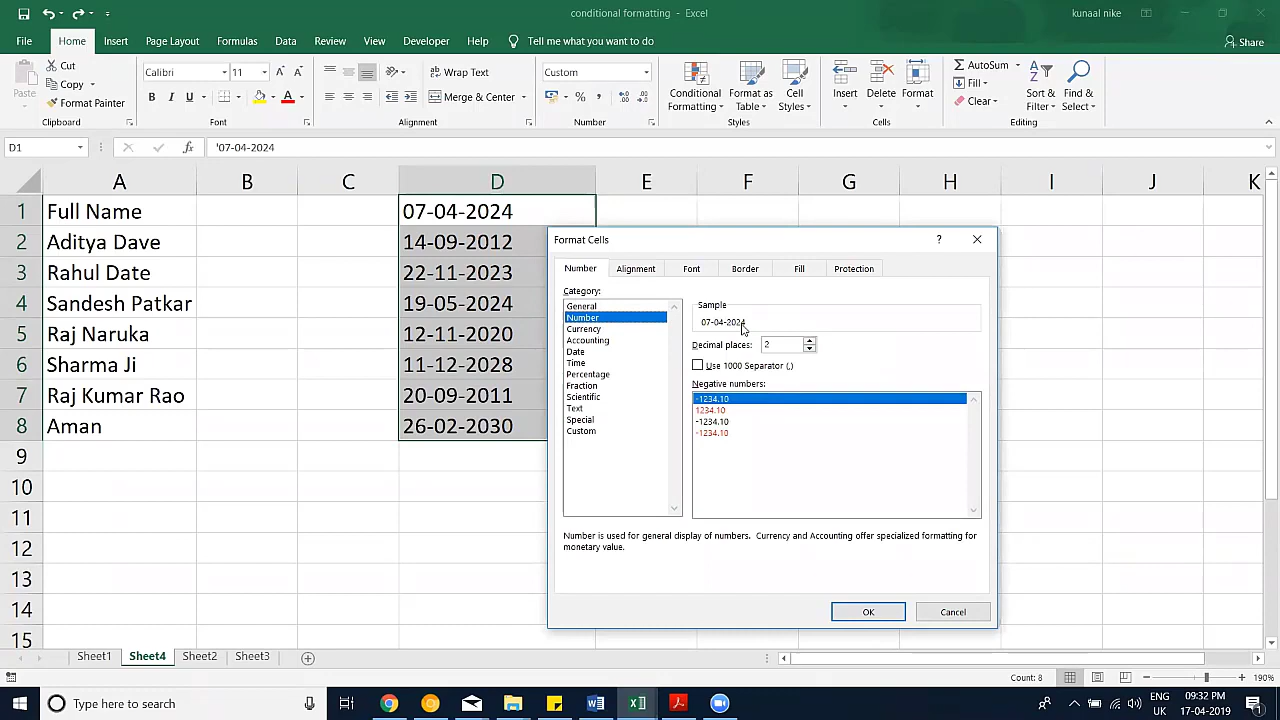 conditional formatting - Excel
kunaal nike
File Home Insert Page Layout Formulas Data Review View Developer Help Tell me what you want to do Share
Paste
Cut
Copy
Format Painter
Clipboard
Calibri 11 A A
B I U A
Font
Wrap Text
Merge & Center
Alignment
Custom
% ,
Number
Conditional Formatting
Format as Table
Cell Styles
Styles
Insert Delete Format
Cells
AutoSum
Fill
Clear
Sort & Filter
Find & Select
Editing
D1 fx '07-04-2024
A B C D E F G H I J K
1 Full Name 07-04-2024
2 Aditya Dave 14-09-2012
3 Rahul Date 22-11-2023
4 Sandesh Patkar 19-05-2024
5 Raj Naruka 12-11-2020
6 Sharma Ji 11-12-2028
7 Raj Kumar Rao 20-09-2011
8 Aman 26-02-2030
9
10
11
12
13
14
15
Format Cells ?
Number Alignment Font Border Fill Protection
Category:
General
Number
Currency
Accounting
Date
Time
Percentage
Fraction
Scientific
Text
Special
Custom
Sample
07-04-2024
Decimal places: 2
Use 1000 Separator (,)
Negative numbers:
-1234.10
1234.10
-1234.10
-1234.10
Number is used for general display of numbers. Currency and Accounting offer specialized formatting for
monetary value.
OK Cancel
Sheet1 Sheet4 Sheet2 Sheet3
Count: 8 190%
Type here to search
ENG
UK
09:32 PM
17-04-2019